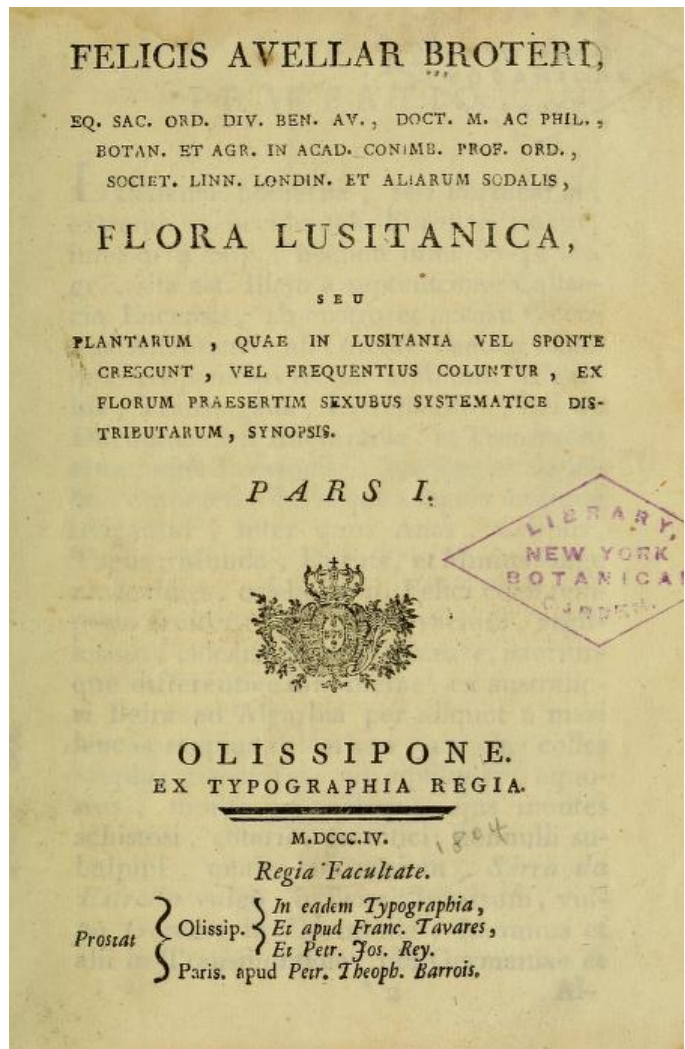 FELICIS AVELLAR BROTERI,
EQ. SAC. ORD. DIV. BEN. AV., DOCT. M. AC PHIL.,
BOTAN. ET AGR. IN ACAD. CONIMB. PROF. ORD.,
SOCIET. LINN. LONDIN. ET ALIARUM SODALIS,
FLORA LUSITANICA,
SEU
PLANTARUM, QUAE IN LUSITANIA VEL SPONTE
CRESCUNT, VEL FREQUENTIUS COLUNTUR, EX
FLORUM PRAESERTIM SEXUBUS SYSTEMATICE DIS-
TRIBUTARUM, SYNOPSIS.
PARS I.
LIBRARY,
NEW YORK
BOTANICAL
GARDEN.
OLISSIPONE.
EX TYPOGRAPHIA REGIA.
M.DCCC.IV.
1804
Regia Facultate.
Prostat
Olissip.
In eadem Typographia,
Et apud Franc. Tavares,
Et Petr. Jos. Rey.
Paris. apud Petr. Theoph. Barrois.